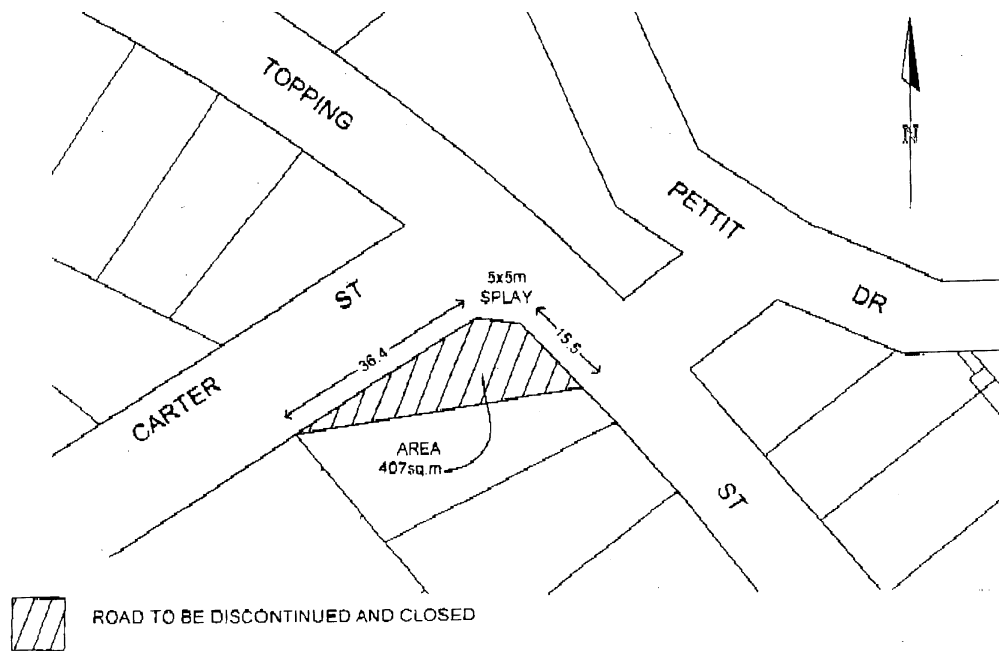 TOPPING
N
PETTIT
5x5m
SPLAY
ST
DR
36.4
15.5
CARTER
AREA
407sq.m
ST
ROAD TO BE DISCONTINUED AND CLOSED